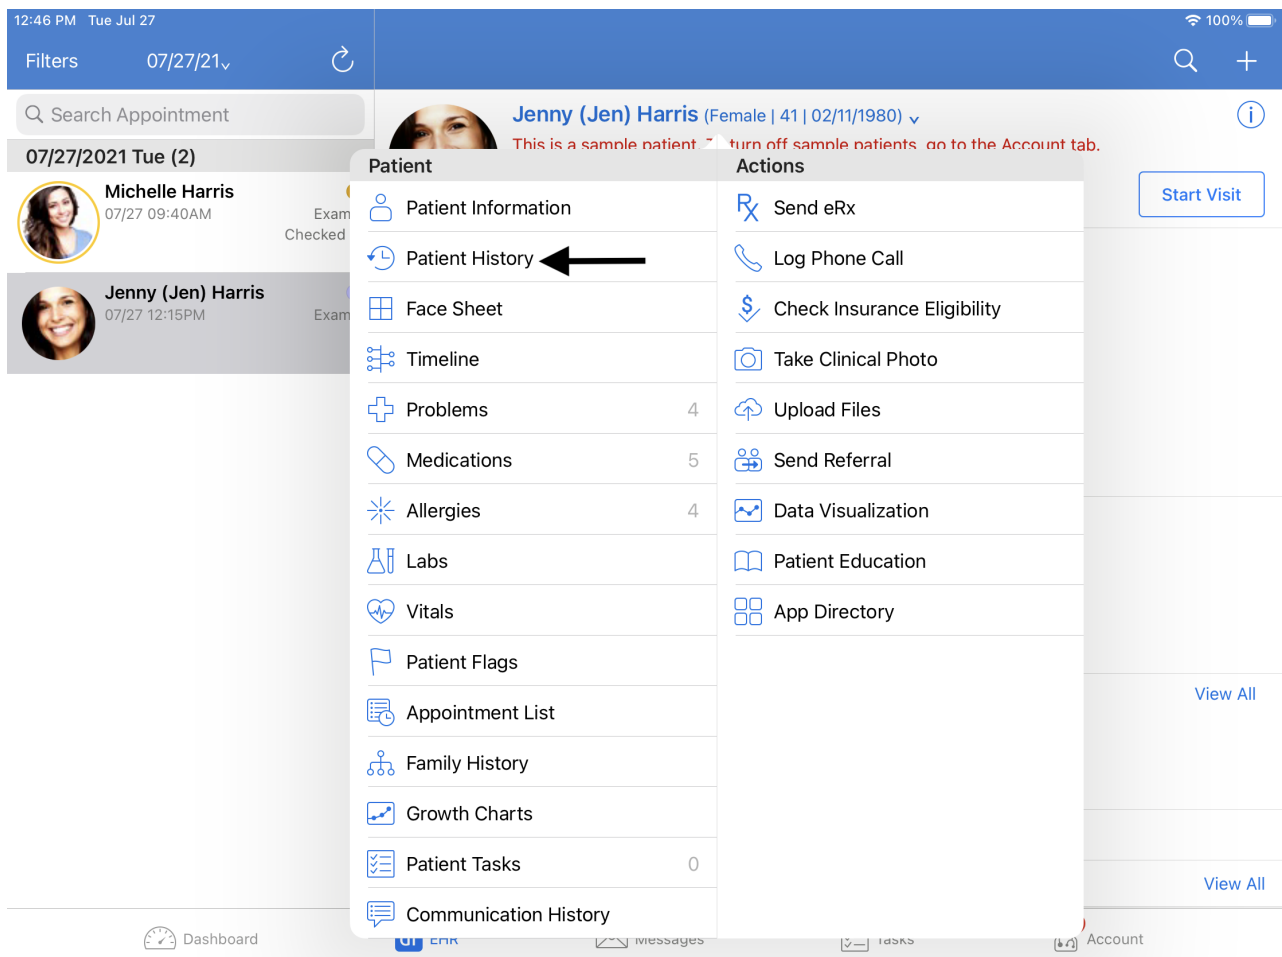 12:46 PM Tue Jul 27
100%
Filters
07/27/21
Search Appointment
07/27/2021 Tue (2)
Michelle Harris
07/27 09:40AM
Exam
Checked
Jenny (Jen) Harris
07/27 12:15PM
Exam
Jenny (Jen) Harris (Female | 41 | 02/11/1980)
This is a sample patient. To turn off sample patients, go to the Account tab.
Start Visit
Patient
Patient Information
Patient History
Face Sheet
Timeline
Problems 4
Medications 5
Allergies 4
Labs
Vitals
Patient Flags
Appointment List
Family History
Growth Charts
Patient Tasks 0
Communication History
Actions
Send eRx
Log Phone Call
Check Insurance Eligibility
Take Clinical Photo
Upload Files
Send Referral
Data Visualization
Patient Education
App Directory
View All
View All
Dashboard
EHR
Messages
Tasks
Account